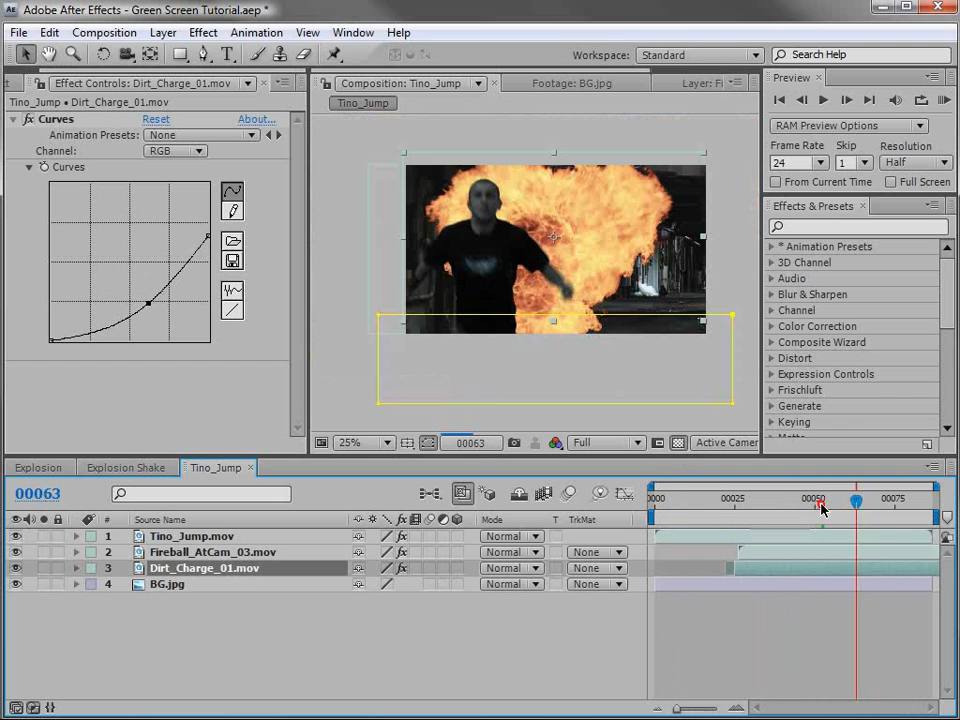 Adobe After Effects - Green Screen Tutorial.aep *
File Edit Composition Layer Effect Animation View Window Help
Workspace: Standard Search Help
Effect Controls: Dirt_Charge_01.mov
Composition: Tino_Jump Footage: BG.jpg Layer: Fi
Preview ×
Tino_Jump • Dirt_Charge_01.mov
Tino_Jump
Curves Reset About...
Animation Presets: None
Channel: RGB
Curves
RAM Preview Options
Frame Rate Skip Resolution
24 1 Half
From Current Time Full Screen
Effects & Presets ×
* Animation Presets
3D Channel
Audio
Blur & Sharpen
Channel
Color Correction
Composite Wizard
Distort
Expression Controls
Frischluft
Generate
Keying
25% 00063 Full Active Camer
Explosion Explosion Shake Tino_Jump ×
00063
0000 00025 00050 00075
# Source Name Mode T TrkMat
1 Tino_Jump.mov Normal
2 Fireball_AtCam_03.mov Normal None
3 Dirt_Charge_01.mov Normal None
4 BG.jpg Normal None